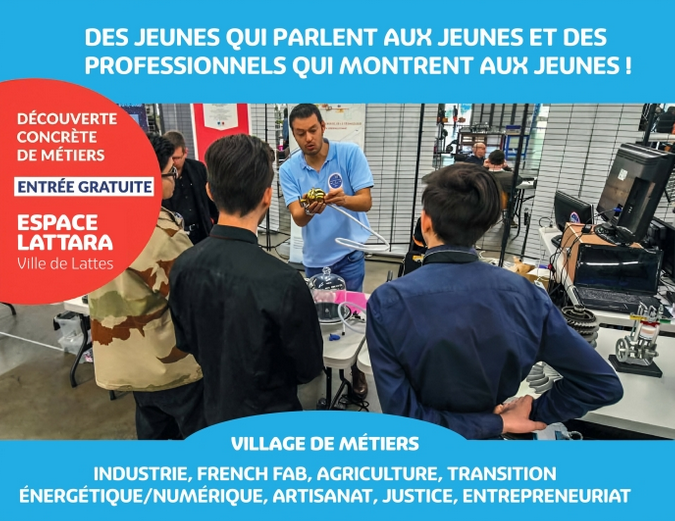 DES JEUNES QUI PARLENT AUX JEUNES ET DES
PROFESSIONNELS QUI MONTRENT AUX JEUNES !
DÉCOUVERTE
CONCRÈTE
DE MÉTIERS
ENTRÉE GRATUITE
ESPACE
LATTARA
Ville de Lattes
VILLAGE DE MÉTIERS
INDUSTRIE, FRENCH FAB, AGRICULTURE, TRANSITION
ÉNERGÉTIQUE/NUMÉRIQUE, ARTISANAT, JUSTICE, ENTREPRENEURIAT